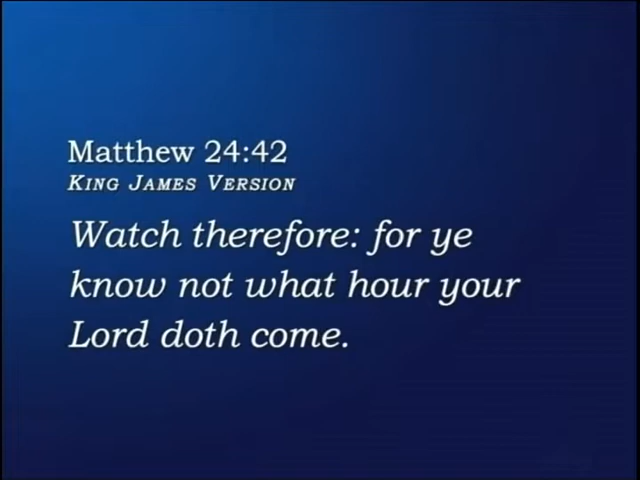 Matthew 24:42
King James Version
Watch therefore: for ye
know not what hour your
Lord doth come.